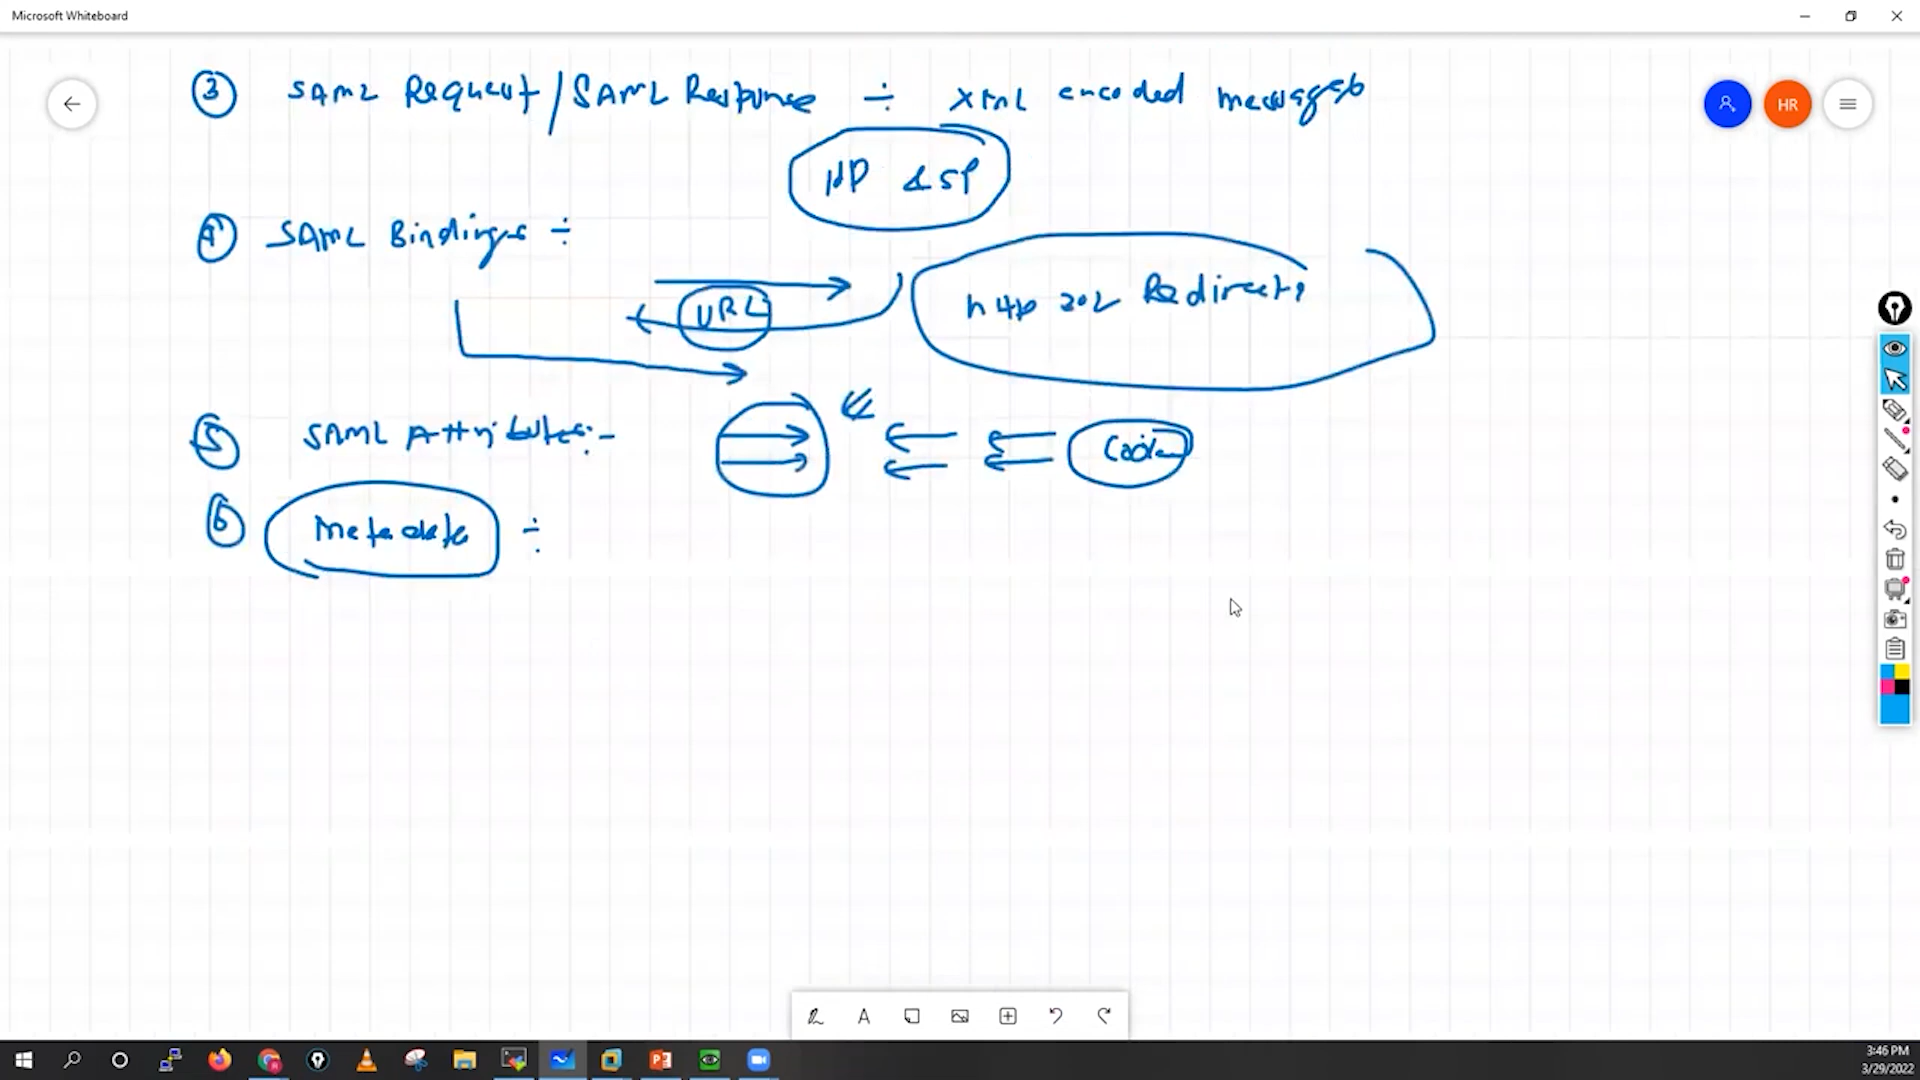 Microsoft Whiteboard
③ SAML Request/SAML Response ÷ XML encoded messages
HR
IdP & SP
④ SAML Bindings ÷
http 302 Redirects
URL
⑤ SAML Attributes:-
⑥ Metadata ÷
3:46 PM
3/29/2022